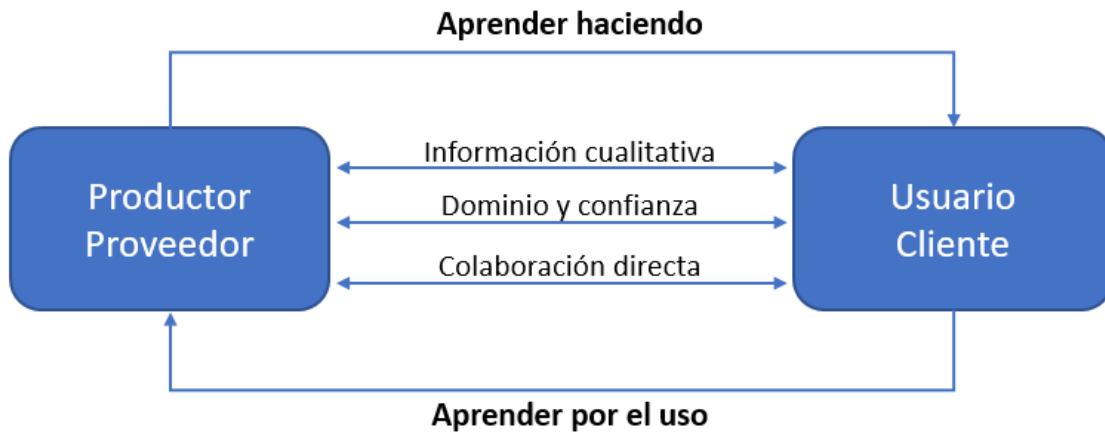 Aprender haciendo
Productor
Proveedor
Información cualitativa
Dominio y confianza
Colaboración directa
Usuario
Cliente
Aprender por el uso